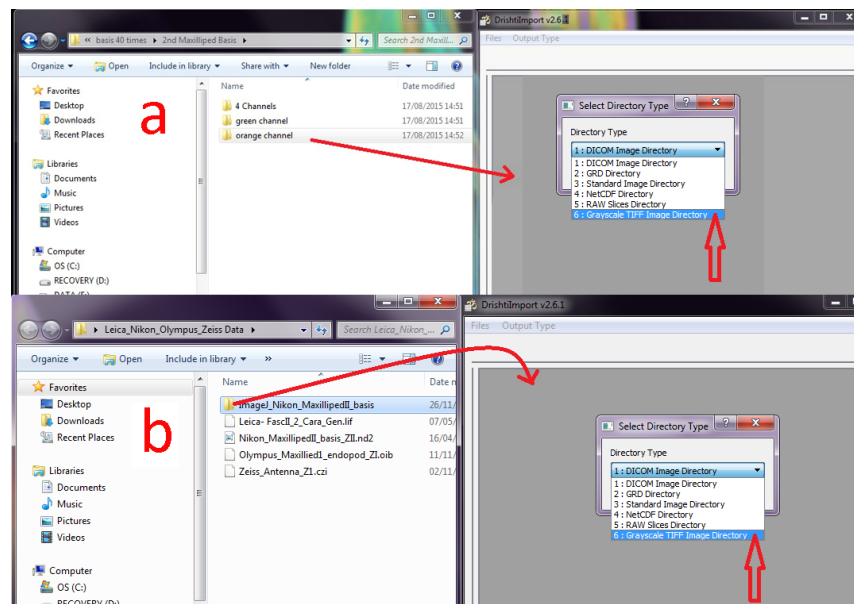 « basis 40 times ▸ 2nd Maxilliped Basis ▸
Search 2nd Maxill...
Organize ▾ Open Include in library ▾ Share with ▾ New folder
Favorites
Desktop
Downloads
Recent Places
Libraries
Documents
Music
Pictures
Videos
Computer
OS (C:)
RECOVERY (D:)
a
Name Date modified
4 Channels 17/08/2015 14:51
green channel 17/08/2015 14:51
orange channel 17/08/2015 14:52
DrishtiImport v2.6.1
Files Output Type
Select Directory Type
Directory Type
1 : DICOM Image Directory
1 : DICOM Image Directory
2 : GRD Directory
3 : Standard Image Directory
4 : NetCDF Directory
5 : RAW Slices Directory
6 : Grayscale TIFF Image Directory
▸ Leica_Nikon_Olympus_Zeiss Data ▸
Search Leica_Nikon_...
Organize ▾ Open Include in library ▾ »
Favorites
Desktop
Downloads
Recent Places
Libraries
Documents
Music
Pictures
Videos
Computer
OS (C:)
b
Name Date n
ImageJ_Nikon_MaxillipedII_basis 26/11/
Leica- FascII_2_Cara_Gen.lif 07/05/
Nikon_MaxillipedII_basis_ZII.nd2 16/04/
Olympus_Maxillied1_endopod_ZI.oib 11/11/
Zeiss_Antenna_Z1.czi 02/11/
DrishtiImport v2.6.1
Files Output Type
Select Directory Type
Directory Type
1 : DICOM Image Directory
1 : DICOM Image Directory
2 : GRD Directory
3 : Standard Image Directory
4 : NetCDF Directory
5 : RAW Slices Directory
6 : Grayscale TIFF Image Directory